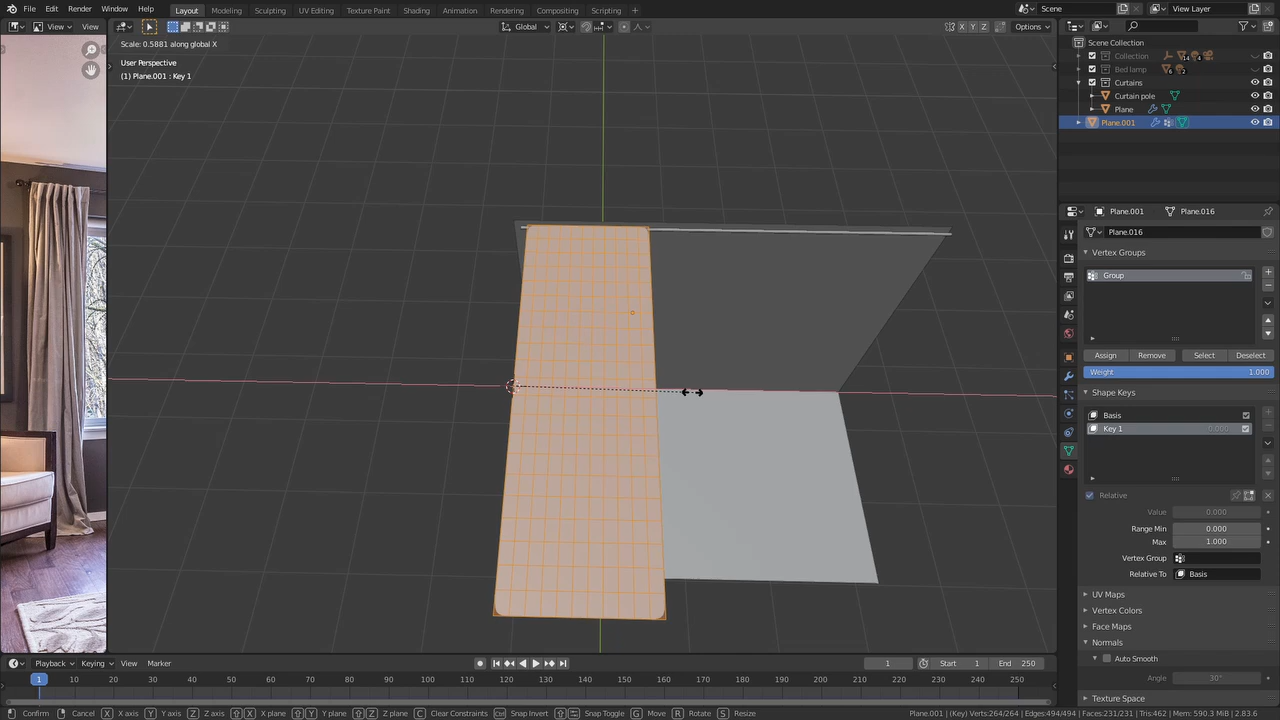 File Edit Render Window Help Layout Modeling Sculpting UV Editing Texture Paint Shading Animation Rendering Compositing Scripting + Scene View Layer
View View Global X Y Z Options
Scale: 0.5881 along global X
User Perspective
(1) Plane.001 : Key 1
Scene Collection
Collection 14 4
Bed lamp 6 2
Curtains
Curtain pole
Plane
Plane.001
Plane.001 Plane.016
Plane.016
Vertex Groups
Group
Assign Remove Select Deselect
Weight 1.000
Shape Keys
Basis
Key 1 0.000
Relative
Value 0.000
Range Min 0.000
Max 1.000
Vertex Group
Relative To Basis
UV Maps
Vertex Colors
Face Maps
Normals
Auto Smooth
Angle 30°
Texture Space
Playback Keying View Marker 1 Start 1 End 250
1 10 20 30 40 50 60 70 80 90 100 110 120 130 140 150 160 170 180 190 200 210 220 230 240 250
Confirm Cancel X X axis Y Y axis Z Z axis X X plane Y Y plane Z Z plane C Clear Constraints Snap Invert Snap Toggle G Move R Rotate S Resize Plane.001 | (Key) Verts:264/264 | Edges:494/494 | Faces:231/231 | Tris:462 | Mem: 590.3 MiB | 2.83.6